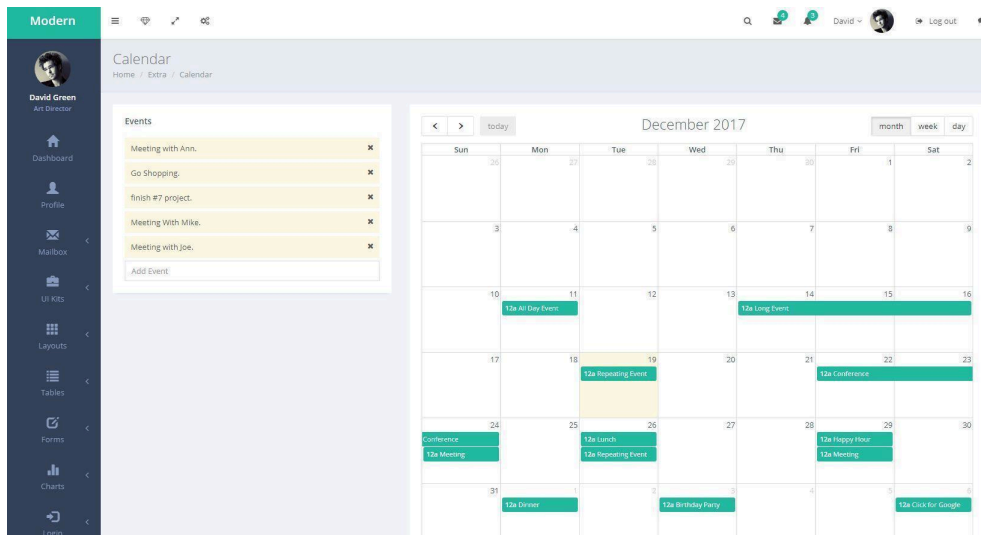 Modern
4
3
David
Log out
David Green
Art Director
Dashboard
Profile
Mailbox
UI Kits
Layouts
Tables
Forms
Charts
Login
Calendar
Home / Extra / Calendar
Events
Meeting with Ann.
Go Shopping.
finish #7 project.
Meeting With Mike.
Meeting with Joe.
Add Event
today
December 2017
month week day
Sun Mon Tue Wed Thu Fri Sat
26 27 28 29 30 1 2
3 4 5 6 7 8 9
10 11 12 13 14 15 16
12a All Day Event 12a Long Event
17 18 19 20 21 22 23
12a Repeating Event 12a Conference
24 25 26 27 28 29 30
Conference 12a Lunch 12a Happy Hour
12a Meeting 12a Repeating Event 12a Meeting
31 1 2 3 4 5 6
12a Dinner 12a Birthday Party 12a Click for Google